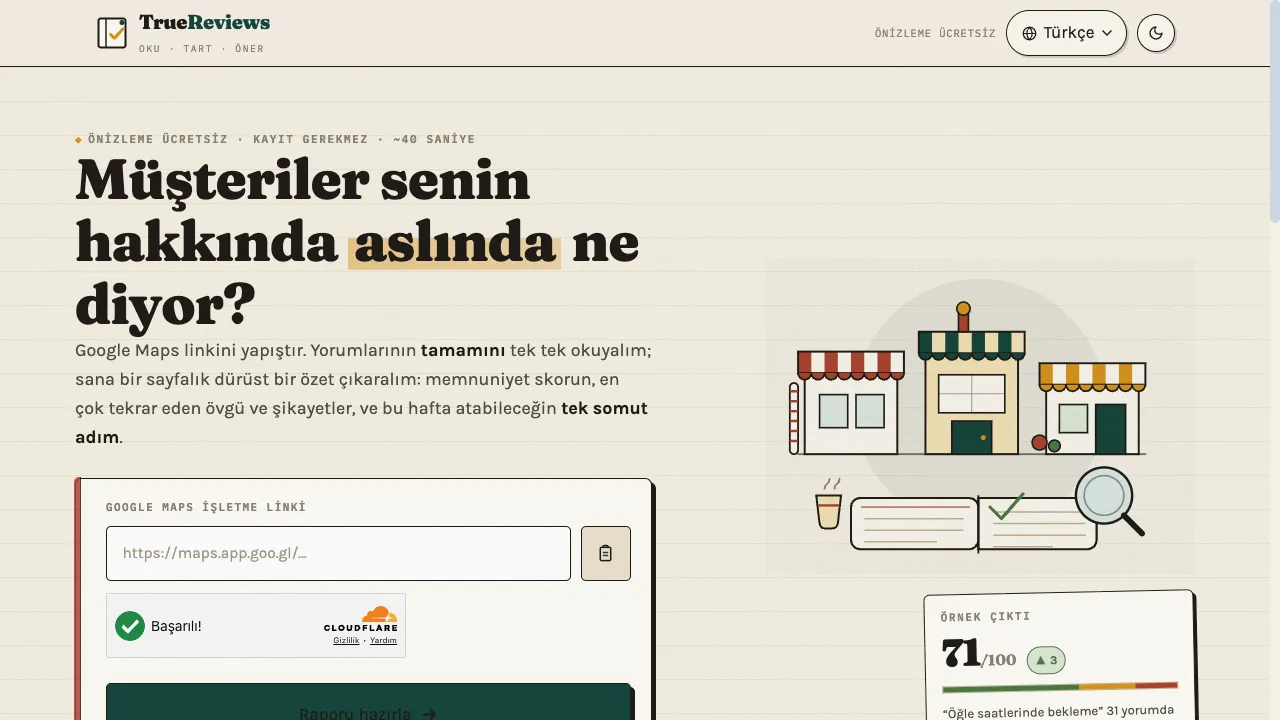 TrueReviews
OKU · TART · ÖNER
ÖNİZLEME ÜCRETSİZ
Türkçe
◆ ÖNİZLEME ÜCRETSİZ · KAYIT GEREKMEZ · ~40 SANİYE
Müşteriler senin
hakkında aslında ne
diyor?
Google Maps linkini yapıştır. Yorumlarının tamamını tek tek okuyalım;
sana bir sayfalık dürüst bir özet çıkaralım: memnuniyet skorun, en
çok tekrar eden övgü ve şikayetler, ve bu hafta atabileceğin tek somut
adım.
GOOGLE MAPS İŞLETME LİNKİ
https://maps.app.goo.gl/…
Başarılı!
CLOUDFLARE
Gizlilik · Yardım
Raporu hazırla →
ÖRNEK ÇIKTI
71/100 ▲ 3
“Öğle saatlerinde bekleme” 31 yorumda